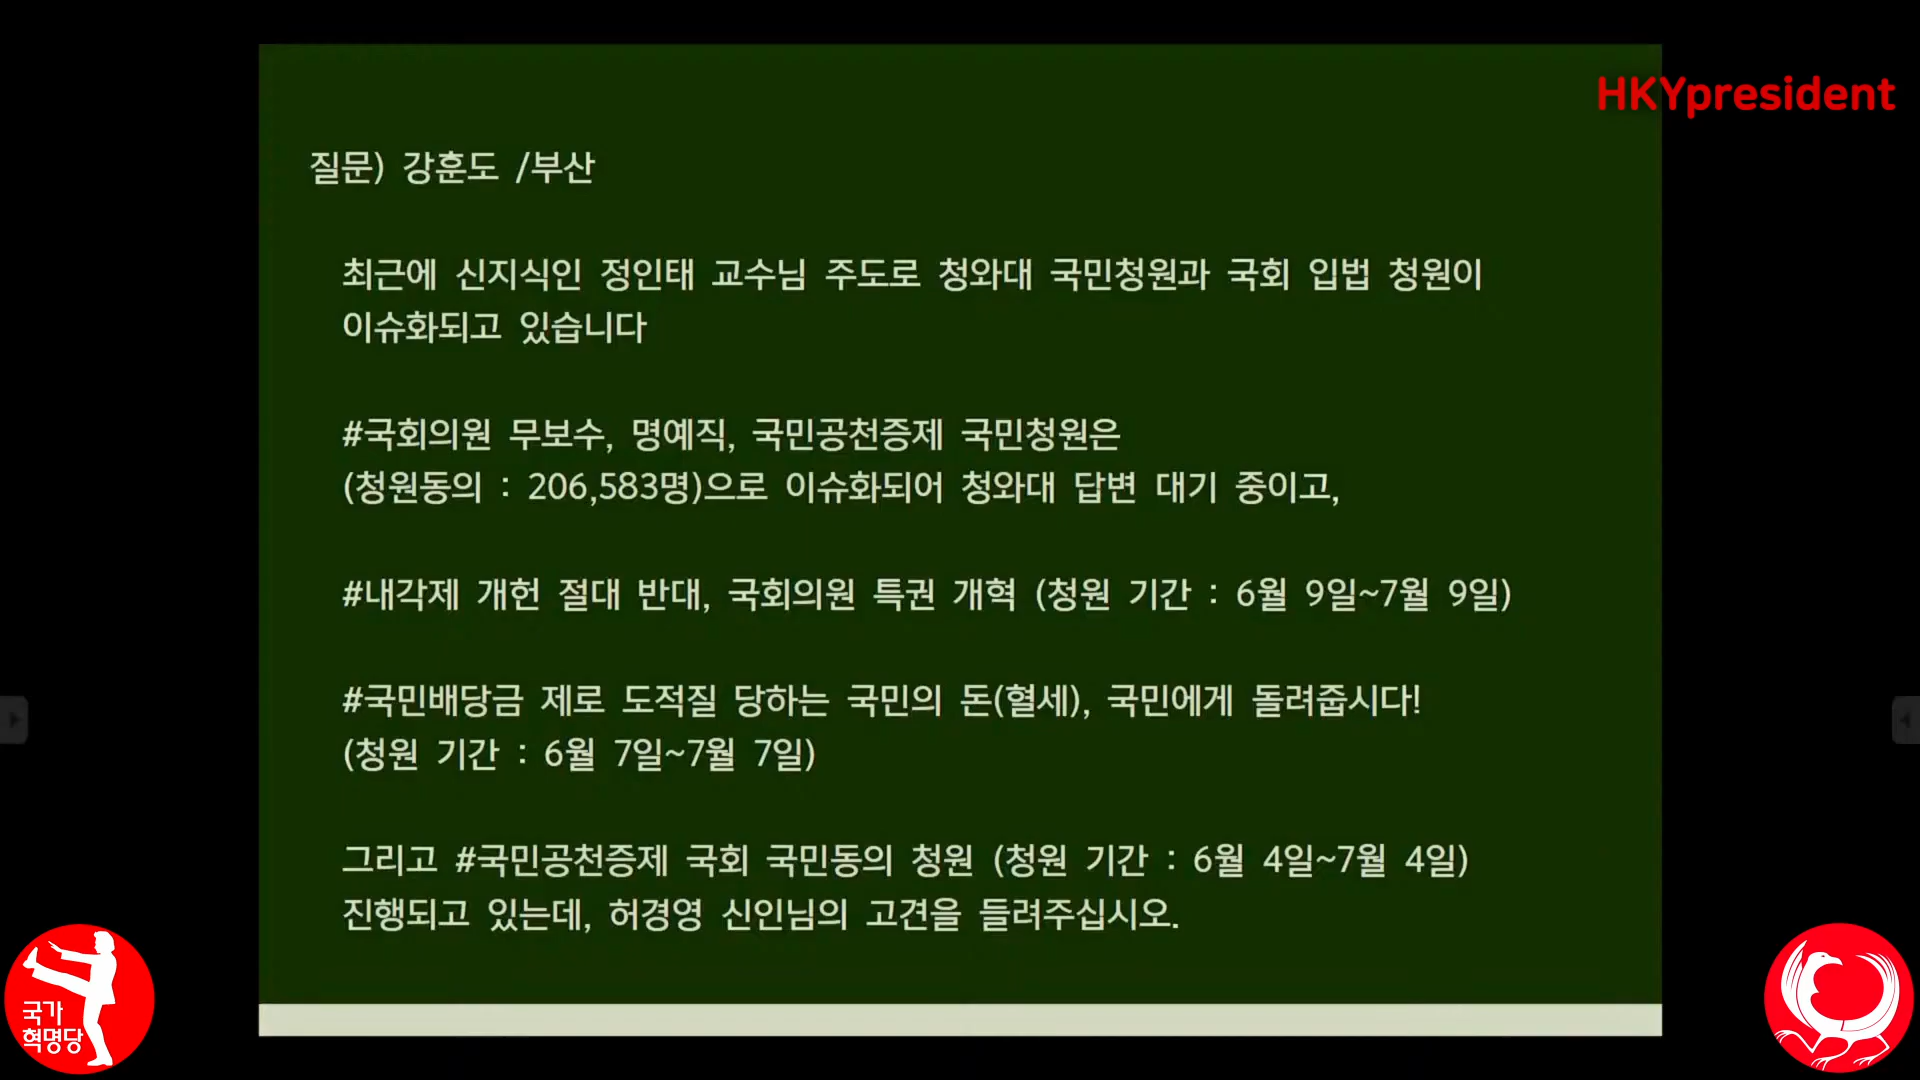 HKYpresident
질문) 강훈도 /부산
최근에 신지식인 정인태 교수님 주도로 청와대 국민청원과 국회 입법 청원이
이슈화되고 있습니다
#국회의원 무보수, 명예직, 국민공천증제 국민청원은
(청원동의 : 206,583명)으로 이슈화되어 청와대 답변 대기 중이고,
#내각제 개헌 절대 반대, 국회의원 특권 개혁 (청원 기간 : 6월 9일~7월 9일)
#국민배당금 제로 도적질 당하는 국민의 돈(혈세), 국민에게 돌려줍시다!
(청원 기간 : 6월 7일~7월 7일)
그리고 #국민공천증제 국회 국민동의 청원 (청원 기간 : 6월 4일~7월 4일)
진행되고 있는데, 허경영 신인님의 고견을 들려주십시오.
국가
혁명당